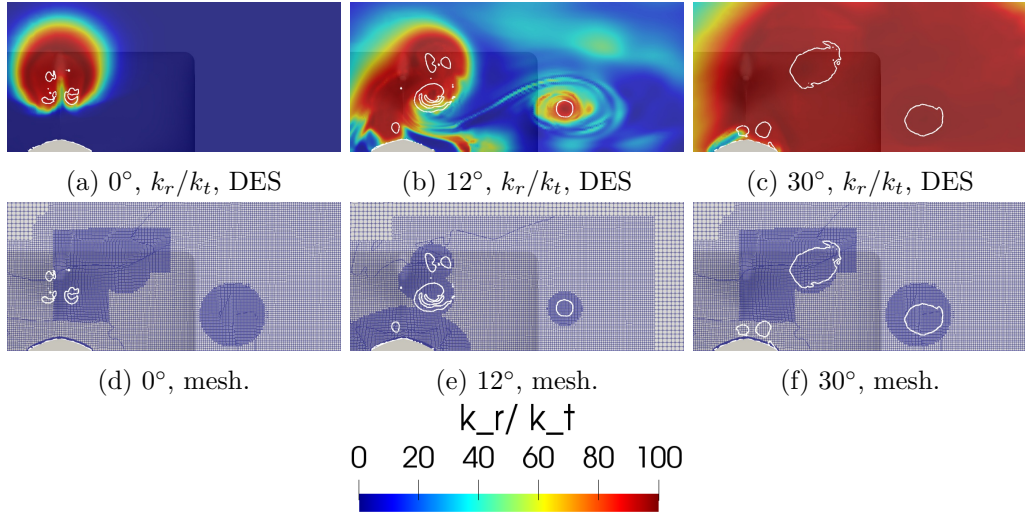 (a) 0°, k_r/k_t, DES
(b) 12°, k_r/k_t, DES
(c) 30°, k_r/k_t, DES
(d) 0°, mesh.
(e) 12°, mesh.
(f) 30°, mesh.
k_r/ k_t
0 20 40 60 80 100